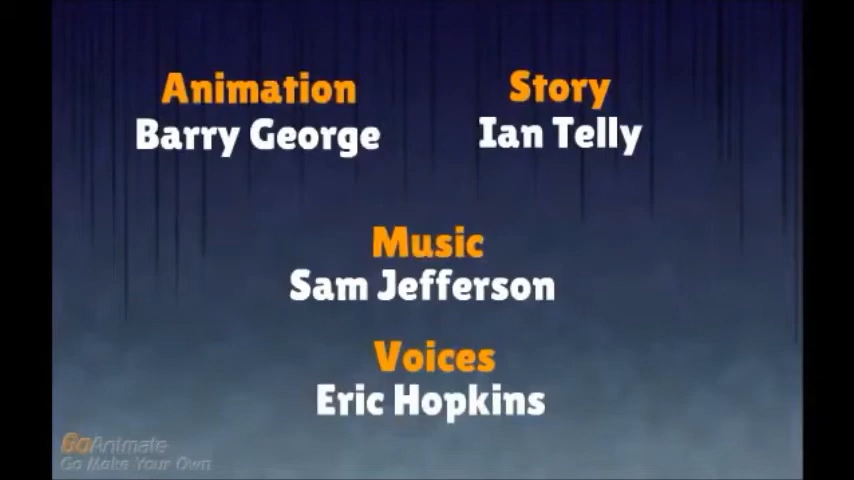 Animation
Barry George
Story
Ian Telly
Music
Sam Jefferson
Voices
Eric Hopkins
GoAnimate
Go Make Your Own